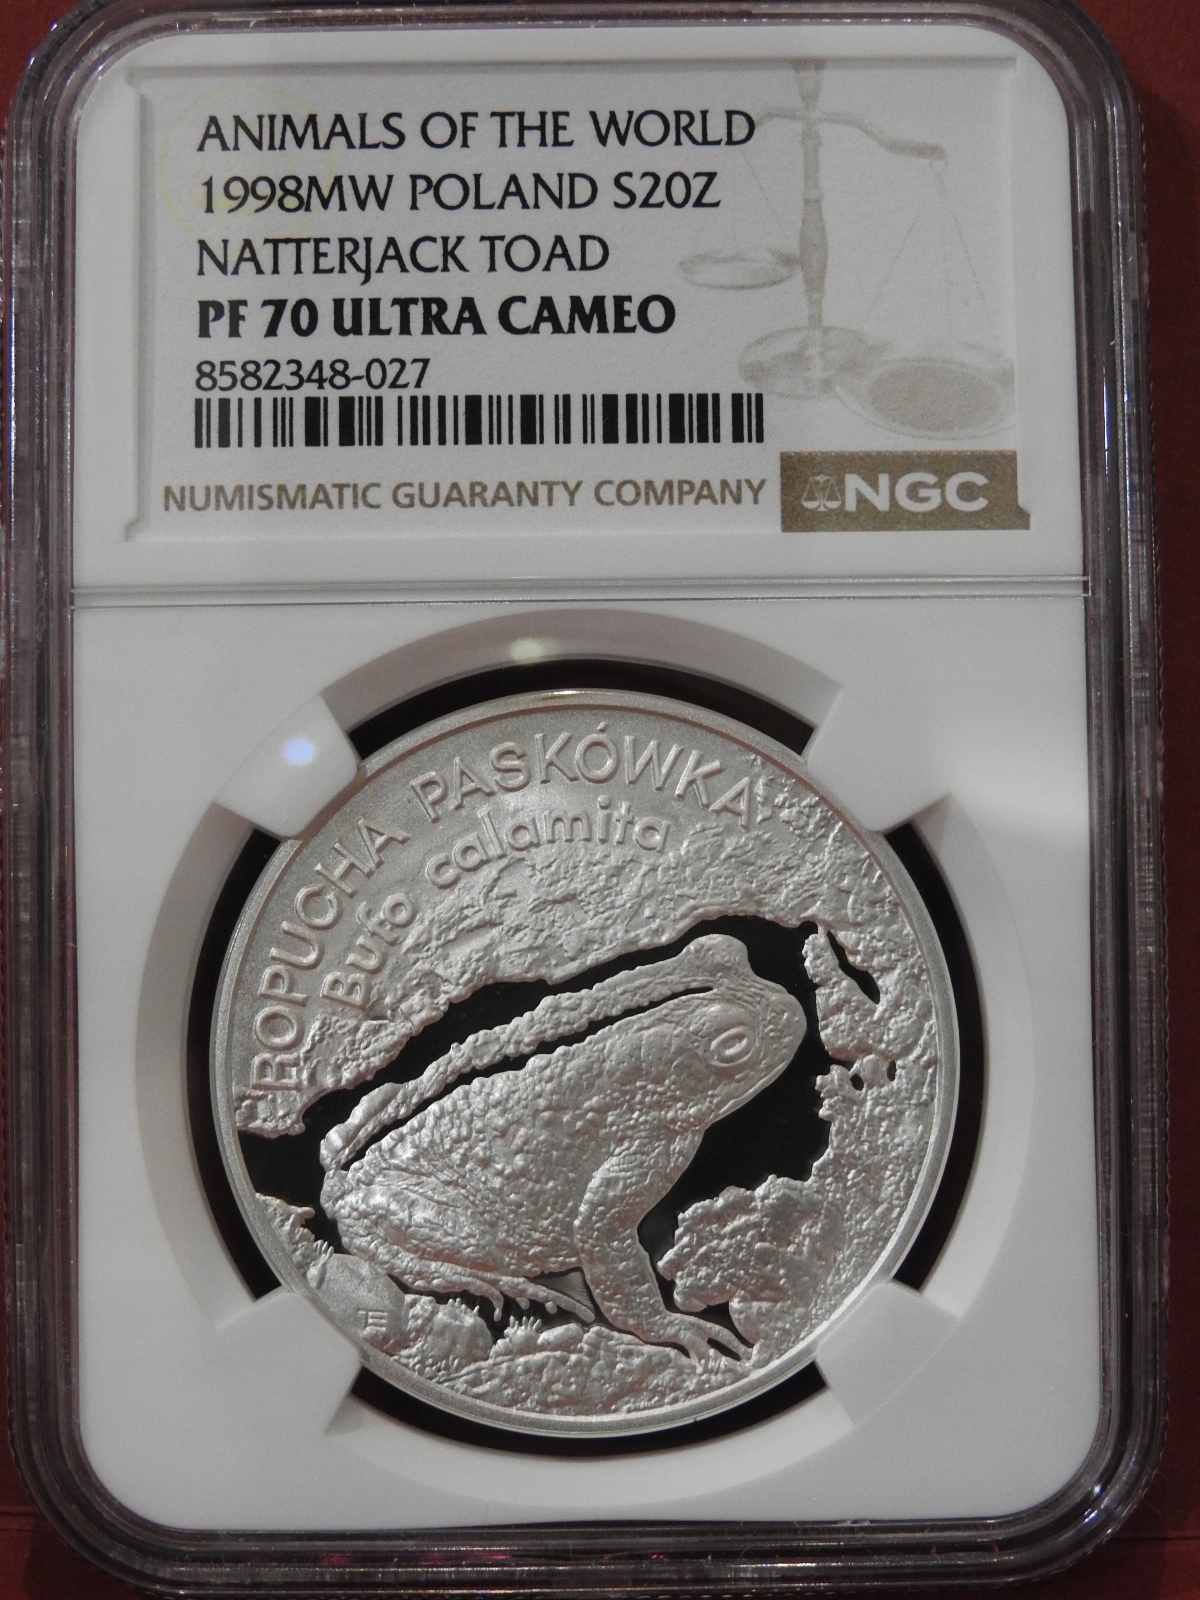 ANIMALS OF THE WORLD
1998MW POLAND S20Z
NATTERJACK TOAD
PF 70 ULTRA CAMEO
8582348-027
NUMISMATIC GUARANTY COMPANY NGC
ROPUCHA PASKÓWKA
Bufo calamita